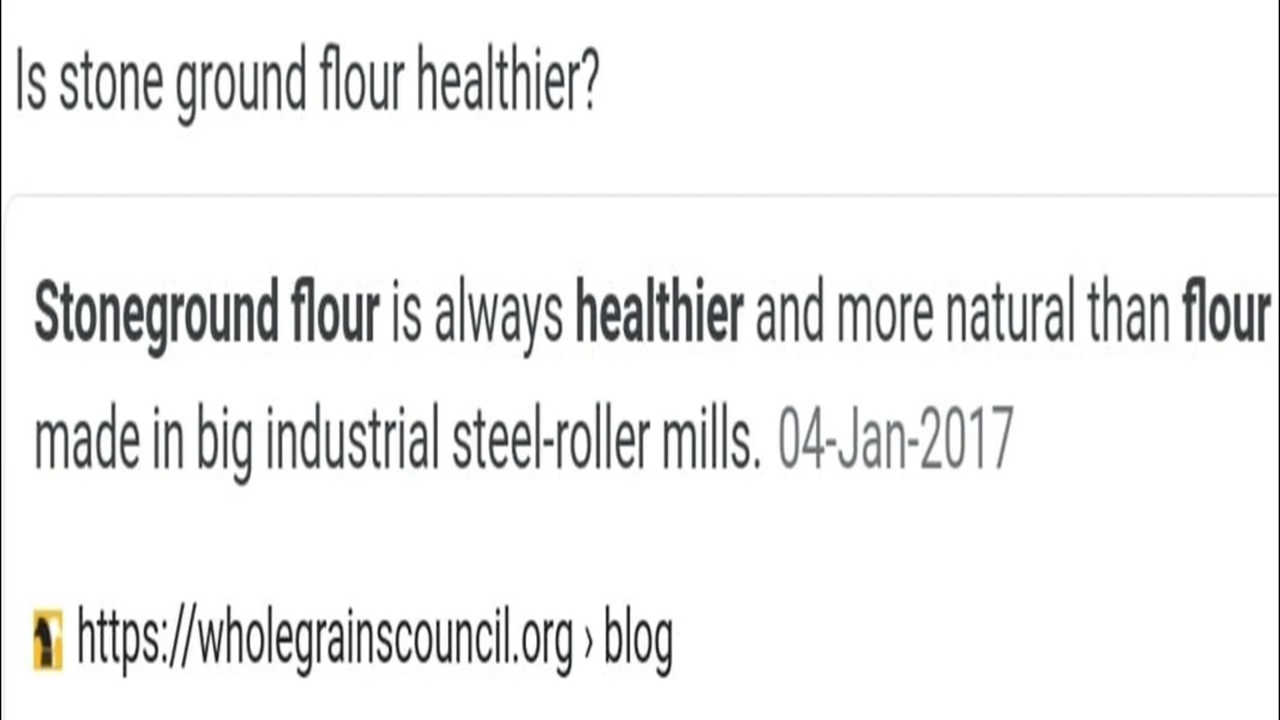 Is stone ground flour healthier?
Stoneground flour is always healthier and more natural than flour
made in big industrial steel-roller mills. 04-Jan-2017
https://wholegrainscouncil.org › blog